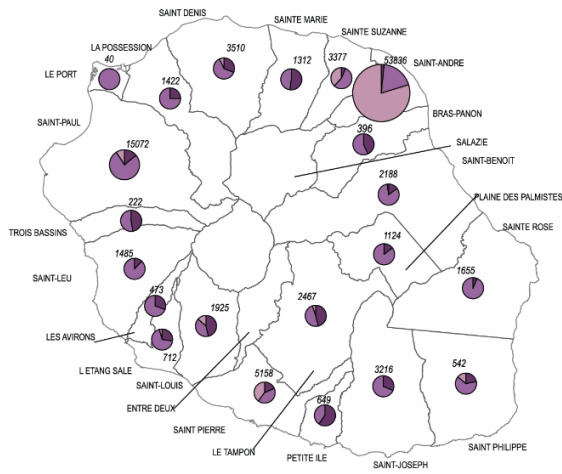 SAINT DENIS
SAINTE MARIE
SAINTE SUZANNE
LA POSSESSION
3510
40
1312
3377
53836
SAINT-ANDRE
LE PORT
1422
SAINT-PAUL
BRAS-PANON
15072
396
SALAZIE
SAINT-BENOIT
2188
PLAINE DES PALMISTES
222
SAINTE ROSE
TROIS BASSINS
1124
1485
1655
SAINT-LEU
473
1925
2467
LES AVIRONS
712
L ETANG SALE
542
5158
3216
SAINT-LOUIS
649
ENTRE DEUX
SAINT PIERRE
LE TAMPON
SAINT PHILIPPE
PETITE ILE
SAINT-JOSEPH